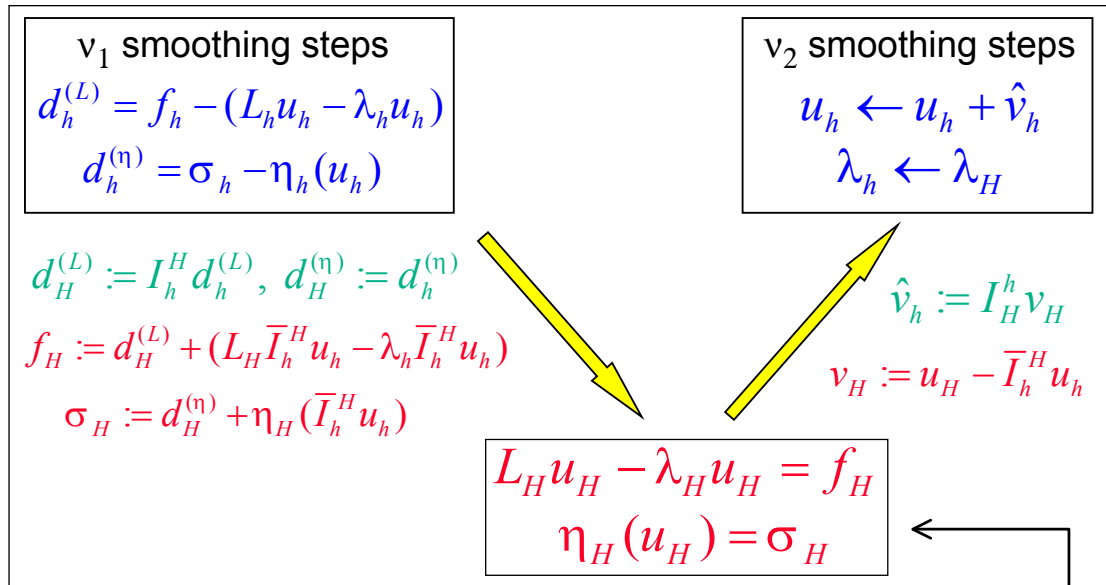 ν₁ smoothing steps
d_h^{(L)} = f_h − (L_h u_h − λ_h u_h)
d_h^{(η)} = σ_h − η_h(u_h)
ν₂ smoothing steps
u_h ← u_h + v̂_h
λ_h ← λ_H
d_H^{(L)} := I_h^H d_h^{(L)}, d_H^{(η)} := d_h^{(η)}
f_H := d_H^{(L)} + (L_H Ī_h^H u_h − λ_h Ī_h^H u_h)
σ_H := d_H^{(η)} + η_H(Ī_h^H u_h)
v̂_h := I_H^h v_H
v_H := u_H − Ī_h^H u_h
L_H u_H − λ_H u_H = f_H
η_H(u_H) = σ_H